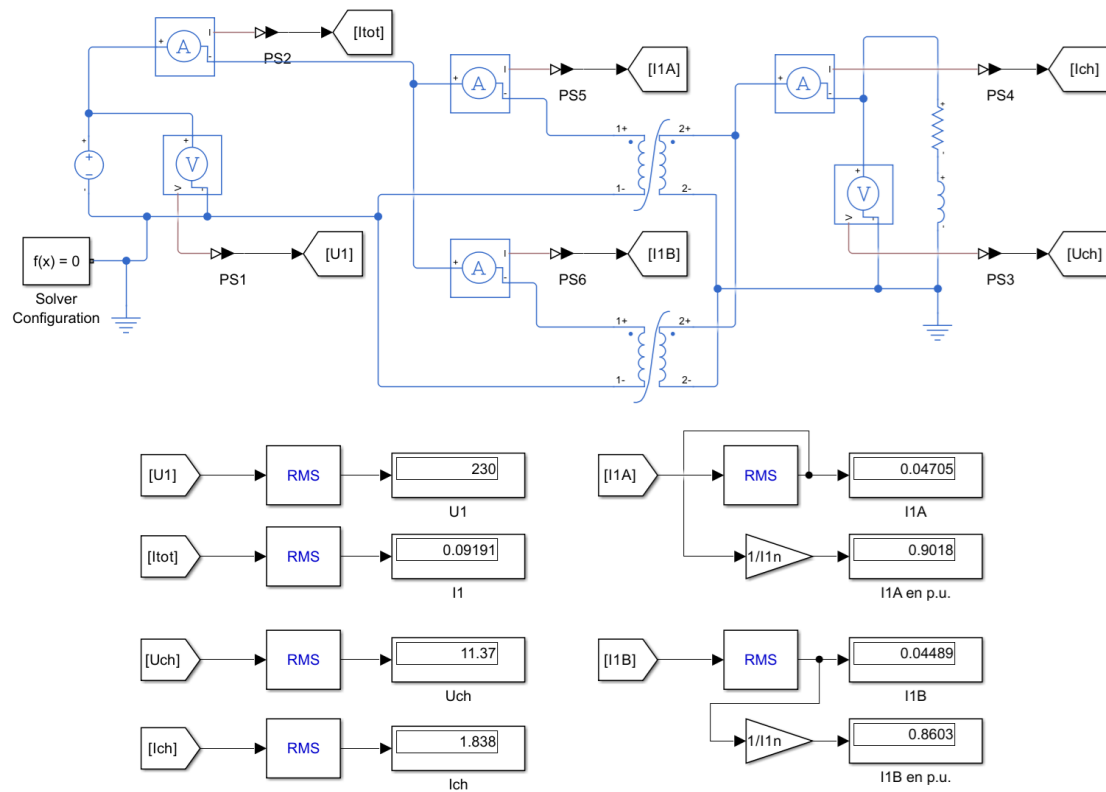 [Itot]
PS2
A
[I1A]
PS5
A
[Ich]
PS4
A
1+
2+
1-
2-
V
V
[U1]
PS1
f(x) = 0
Solver
Configuration
[I1B]
PS6
A
[Uch]
PS3
V
V
1+
2+
1-
2-
[U1]
RMS
230
U1
[I1A]
RMS
0.04705
I1A
[Itot]
RMS
0.09191
I1
1/I1n
0.9018
I1A en p.u.
[Uch]
RMS
11.37
Uch
[I1B]
RMS
0.04489
I1B
[Ich]
RMS
1.838
Ich
1/I1n
0.8603
I1B en p.u.